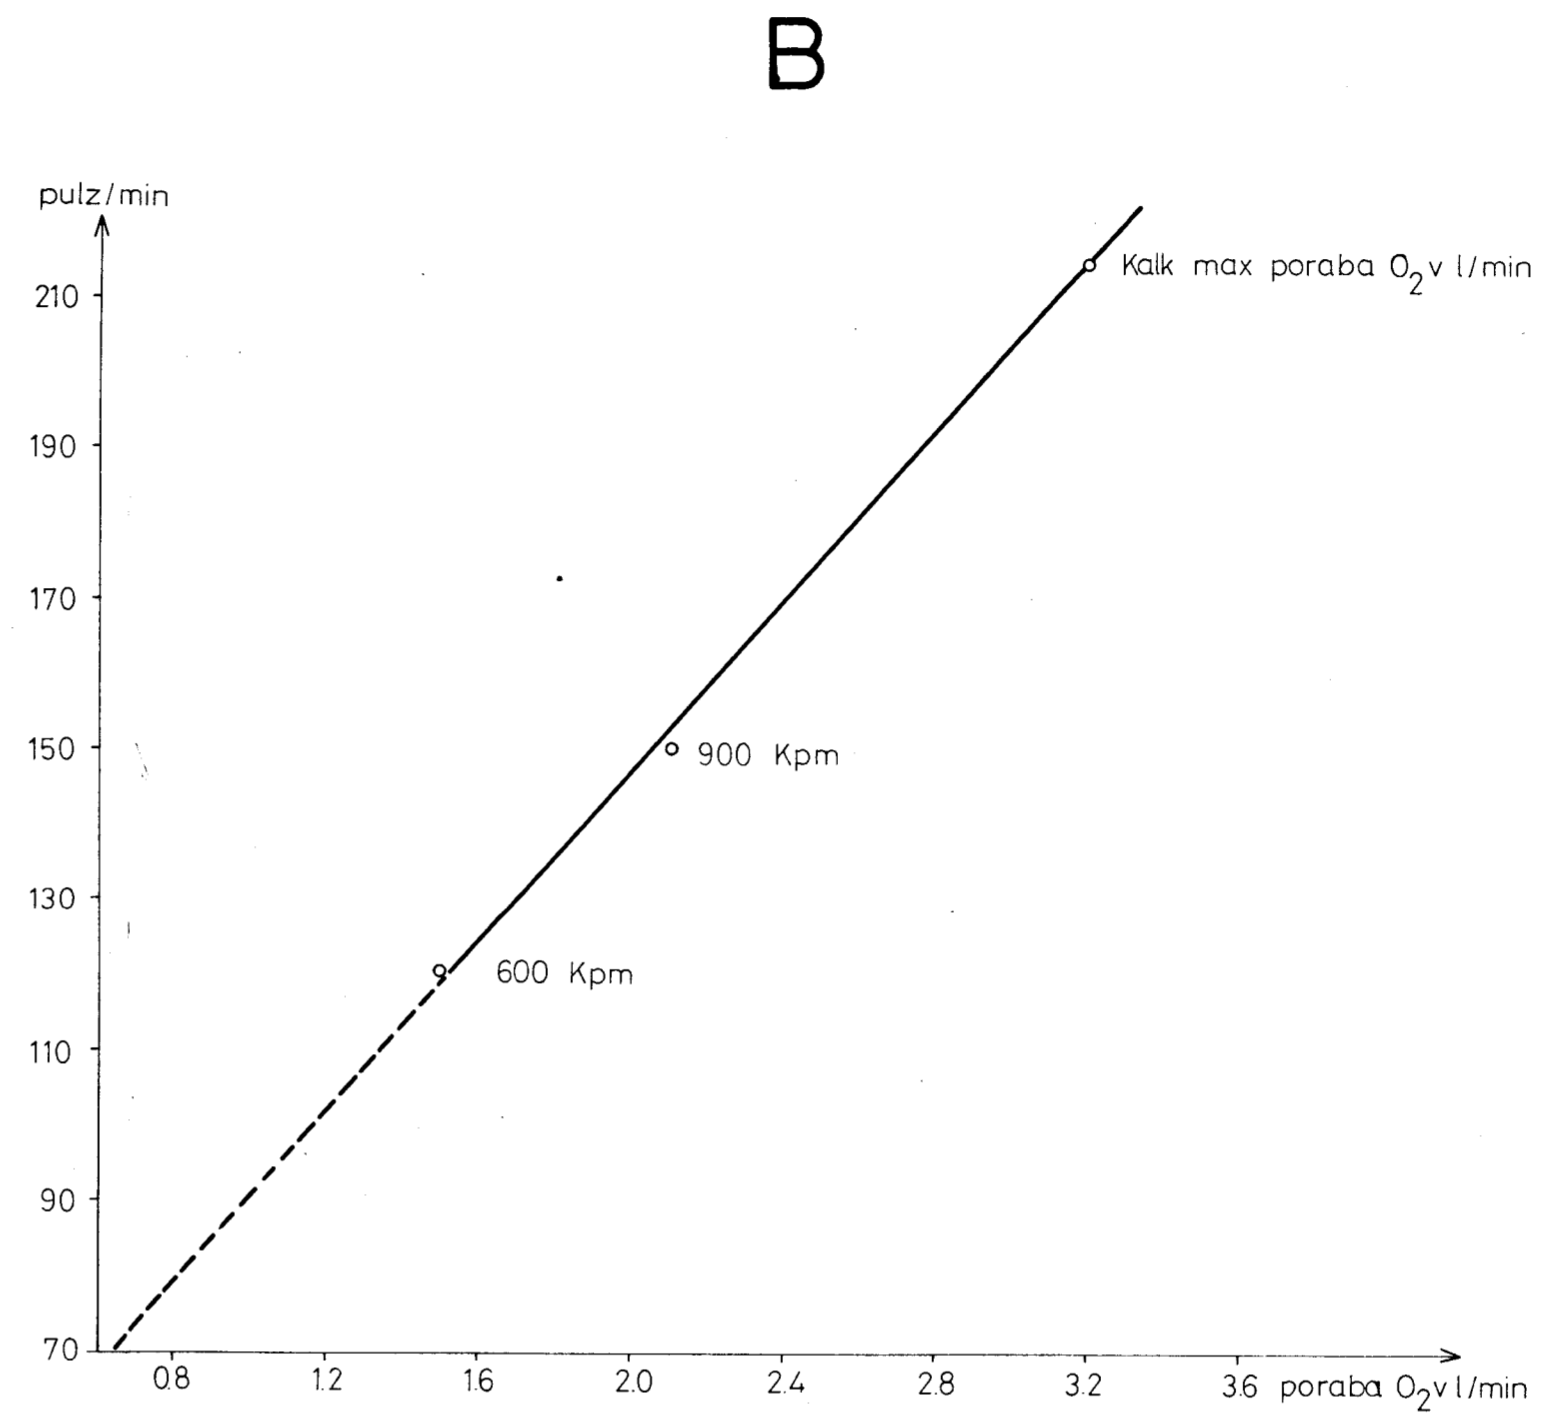 B
pulz/min
210
Kalk max poraba O₂ v l/min
190
170
150
900 Kpm
130
600 Kpm
110
90
70
0.8 1.2 1.6 2.0 2.4 2.8 3.2 3.6 poraba O₂ v l/min